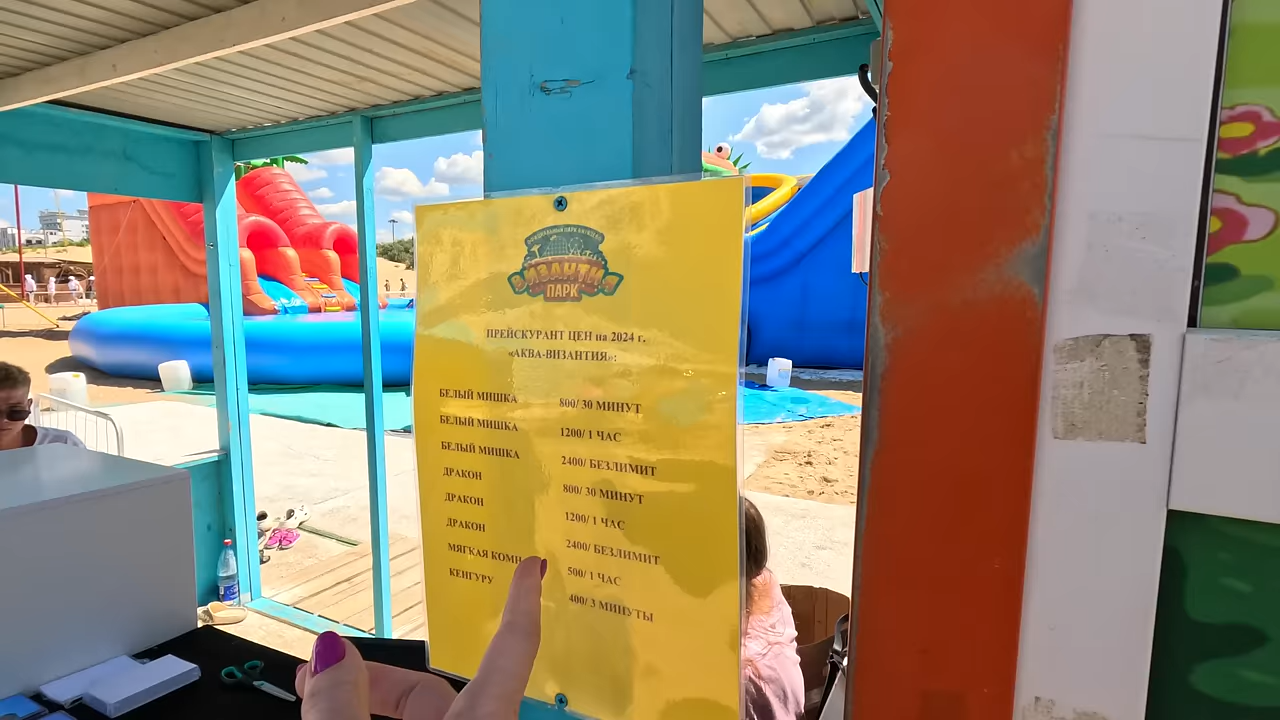 ОФИЦИАЛЬНЫЙ ПАРК
ВИЗАНТИЯ
ПАРК
ПРЕЙСКУРАНТ ЦЕН на 2024 г.
«АКВА-ВИЗАНТИЯ»:
БЕЛЫЙ МИШКА 800/ 30 МИНУТ
БЕЛЫЙ МИШКА 1200/ 1 ЧАС
БЕЛЫЙ МИШКА 2400/ БЕЗЛИМИТ
ДРАКОН 800/ 30 МИНУТ
ДРАКОН 1200/ 1 ЧАС
ДРАКОН 2400/ БЕЗЛИМИТ
МЯГКАЯ КОМН 500/ 1 ЧАС
КЕНГУРУ 400/ 3 МИНУТЫ